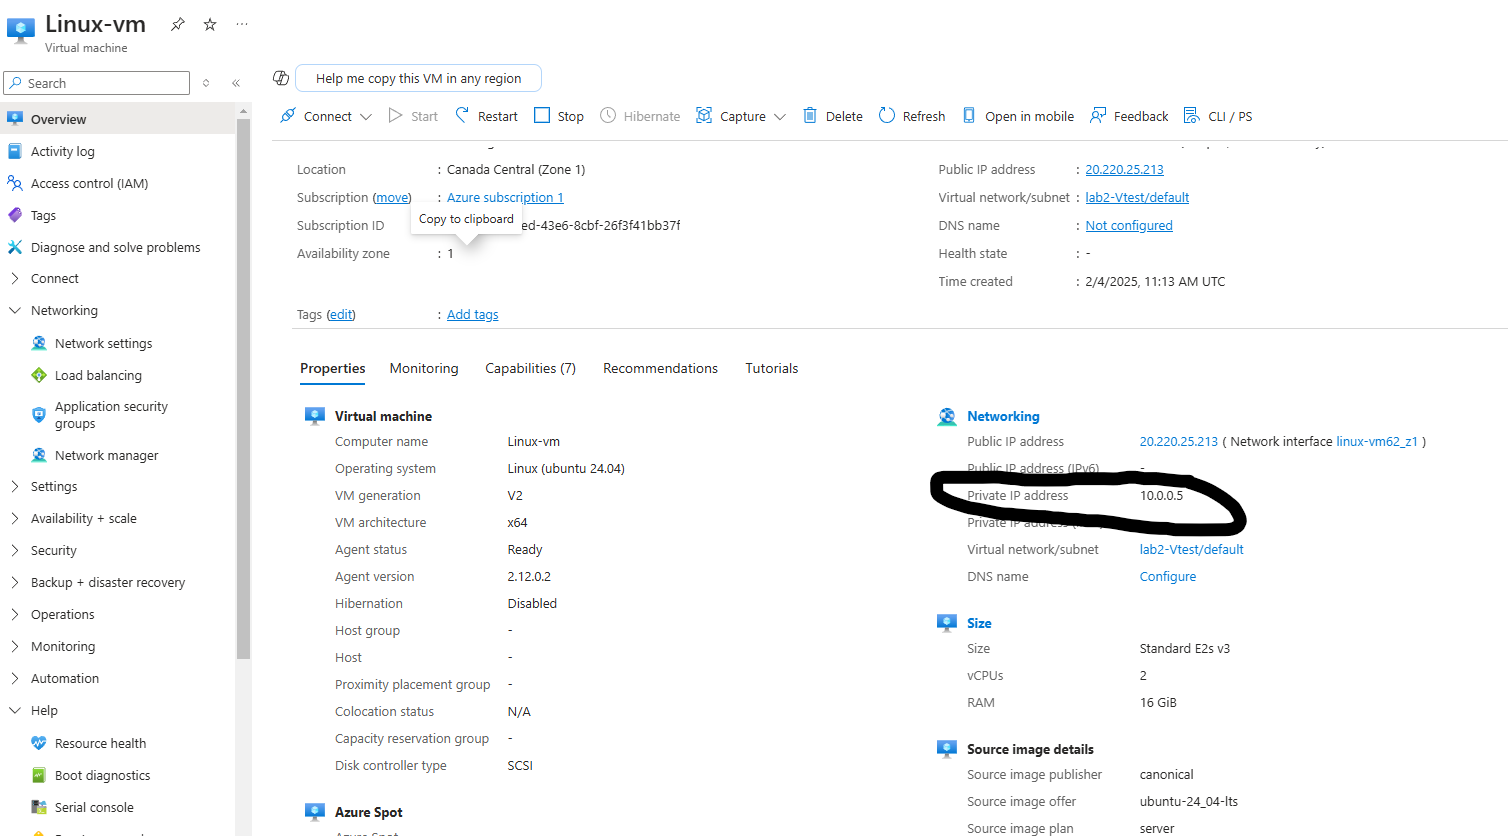 Linux-vm
Virtual machine
Search
Overview
Activity log
Access control (IAM)
Tags
Diagnose and solve problems
Connect
Networking
Network settings
Load balancing
Application security
groups
Network manager
Settings
Availability + scale
Security
Backup + disaster recovery
Operations
Monitoring
Automation
Help
Resource health
Boot diagnostics
Serial console
Help me copy this VM in any region
Connect Start Restart Stop Hibernate Capture Delete Refresh Open in mobile Feedback CLI / PS
Location : Canada Central (Zone 1)
Subscription (move) : Azure subscription 1
Copy to clipboard
Subscription ID ed-43e6-8cbf-26f3f41bb37f
Availability zone : 1
Tags (edit) : Add tags
Public IP address : 20.220.25.213
Virtual network/subnet : lab2-Vtest/default
DNS name : Not configured
Health state : -
Time created : 2/4/2025, 11:13 AM UTC
Properties Monitoring Capabilities (7) Recommendations Tutorials
Virtual machine
Computer name Linux-vm
Operating system Linux (ubuntu 24.04)
VM generation V2
VM architecture x64
Agent status Ready
Agent version 2.12.0.2
Hibernation Disabled
Host group -
Host -
Proximity placement group -
Colocation status N/A
Capacity reservation group -
Disk controller type SCSI
Azure Spot
Azure Spot
Networking
Public IP address 20.220.25.213 ( Network interface linux-vm62_z1 )
Public IP address (IPv6) -
Private IP address 10.0.0.5
Private IP address
Virtual network/subnet lab2-Vtest/default
DNS name Configure
Size
Size Standard E2s v3
vCPUs 2
RAM 16 GiB
Source image details
Source image publisher canonical
Source image offer ubuntu-24_04-lts
Source image plan server